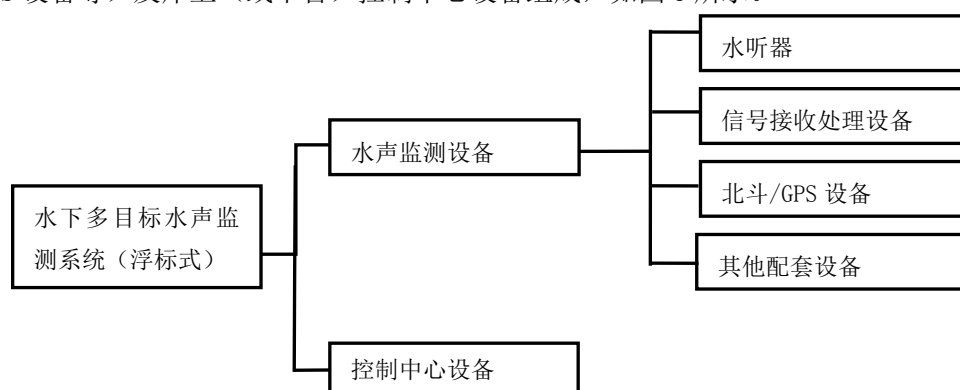 水听器
信号接收处理设备
水声监测设备
北斗/GPS 设备
水下多目标水声监
测系统（浮标式）
其他配套设备
控制中心设备